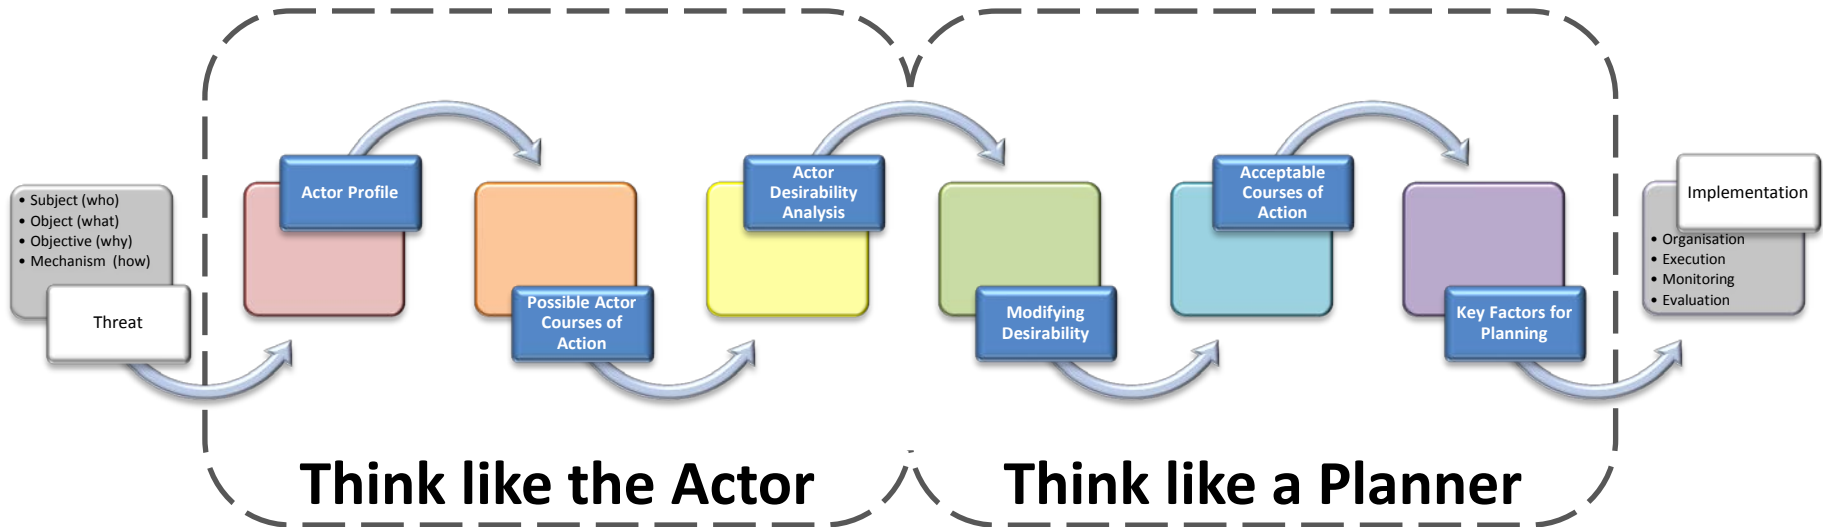 • Subject (who)
• Object (what)
• Objective (why)
• Mechanism  (how)
Threat
Actor Profile
Possible Actor
Courses of
Action
Actor
Desirability
Analysis
Modifying
Desirability
Acceptable
Courses of
Action
Key Factors for
Planning
Implementation
• Organisation
• Execution
• Monitoring
• Evaluation
Think like the Actor
Think like a Planner